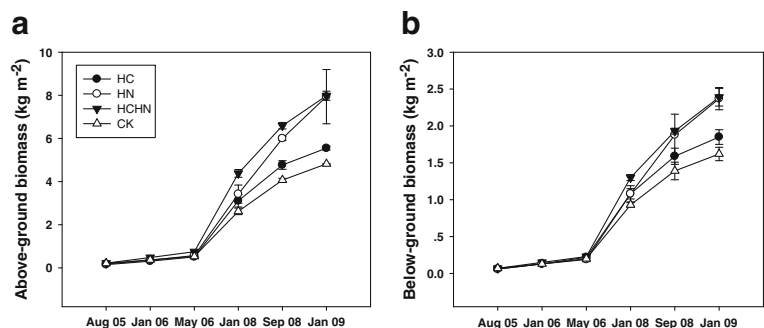 a
Above-ground biomass (kg m-2)
10
8
6
4
2
0
HC
HN
HCHN
CK
Aug 05 Jan 06 May 06 Jan 08 Sep 08 Jan 09
b
Below-ground biomass (kg m-2)
3.0
2.5
2.0
1.5
1.0
.5
0.0
Aug 05 Jan 06 May 06 Jan 08 Sep 08 Jan 09